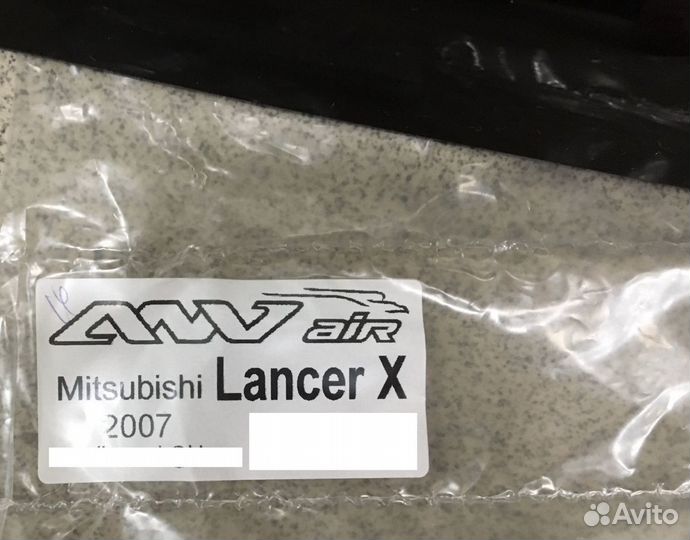 ANV air
Mitsubishi Lancer X
2007
Avito